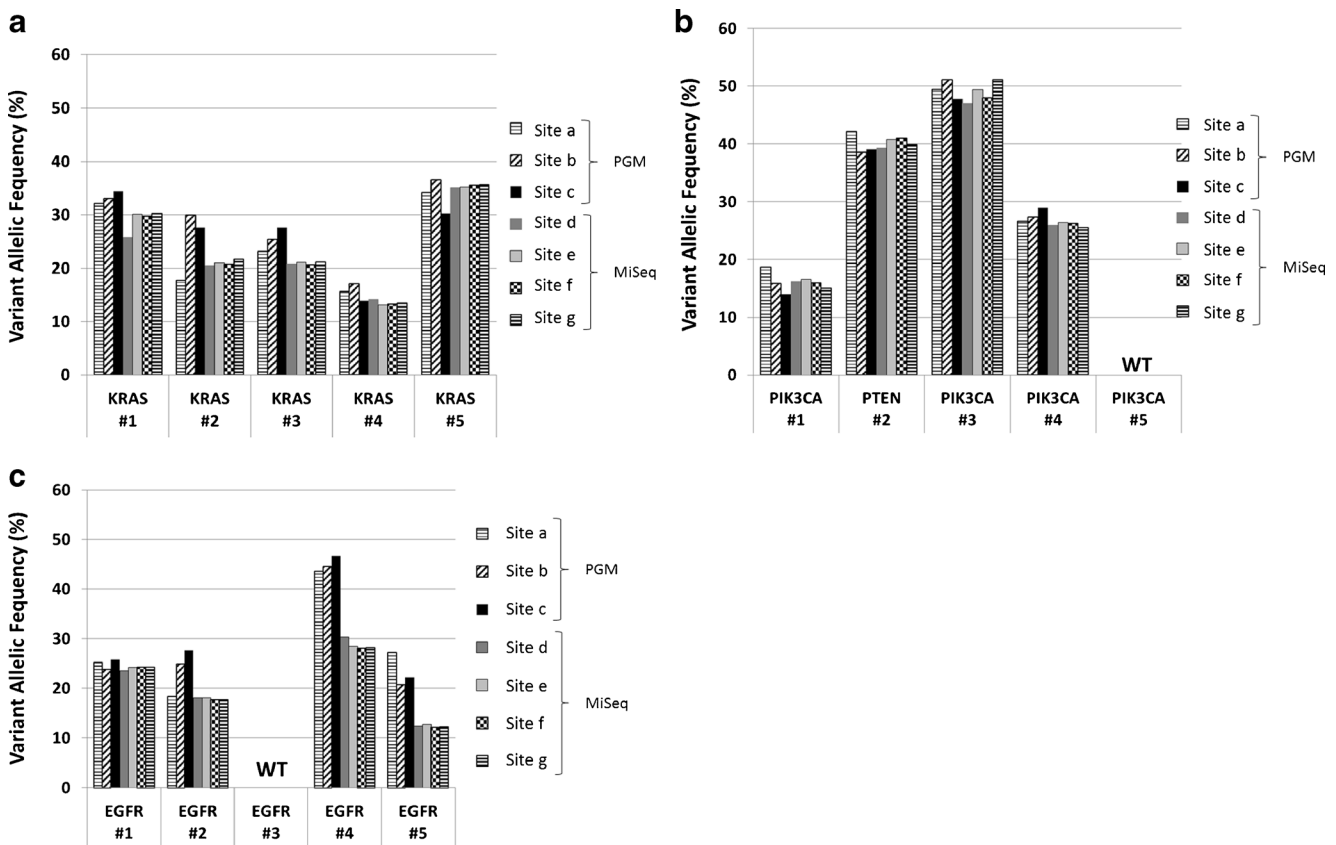 a
Variant Allelic Fequency (%)
60
50
40
30
20
10
0
KRAS #1
KRAS #2
KRAS #3
KRAS #4
KRAS #5
Site a
Site b
Site c
PGM
Site d
Site e
Site f
Site g
MiSeq
b
Variant Allelic Fequency (%)
60
50
40
30
20
10
0
WT
PIK3CA #1
PTEN #2
PIK3CA #3
PIK3CA #4
PIK3CA #5
Site a
Site b
Site c
PGM
Site d
Site e
Site f
Site g
MiSeq
c
Variant Allelic Fequency (%)
60
50
40
30
20
10
0
WT
EGFR #1
EGFR #2
EGFR #3
EGFR #4
EGFR #5
Site a
Site b
Site c
PGM
Site d
Site e
Site f
Site g
MiSeq